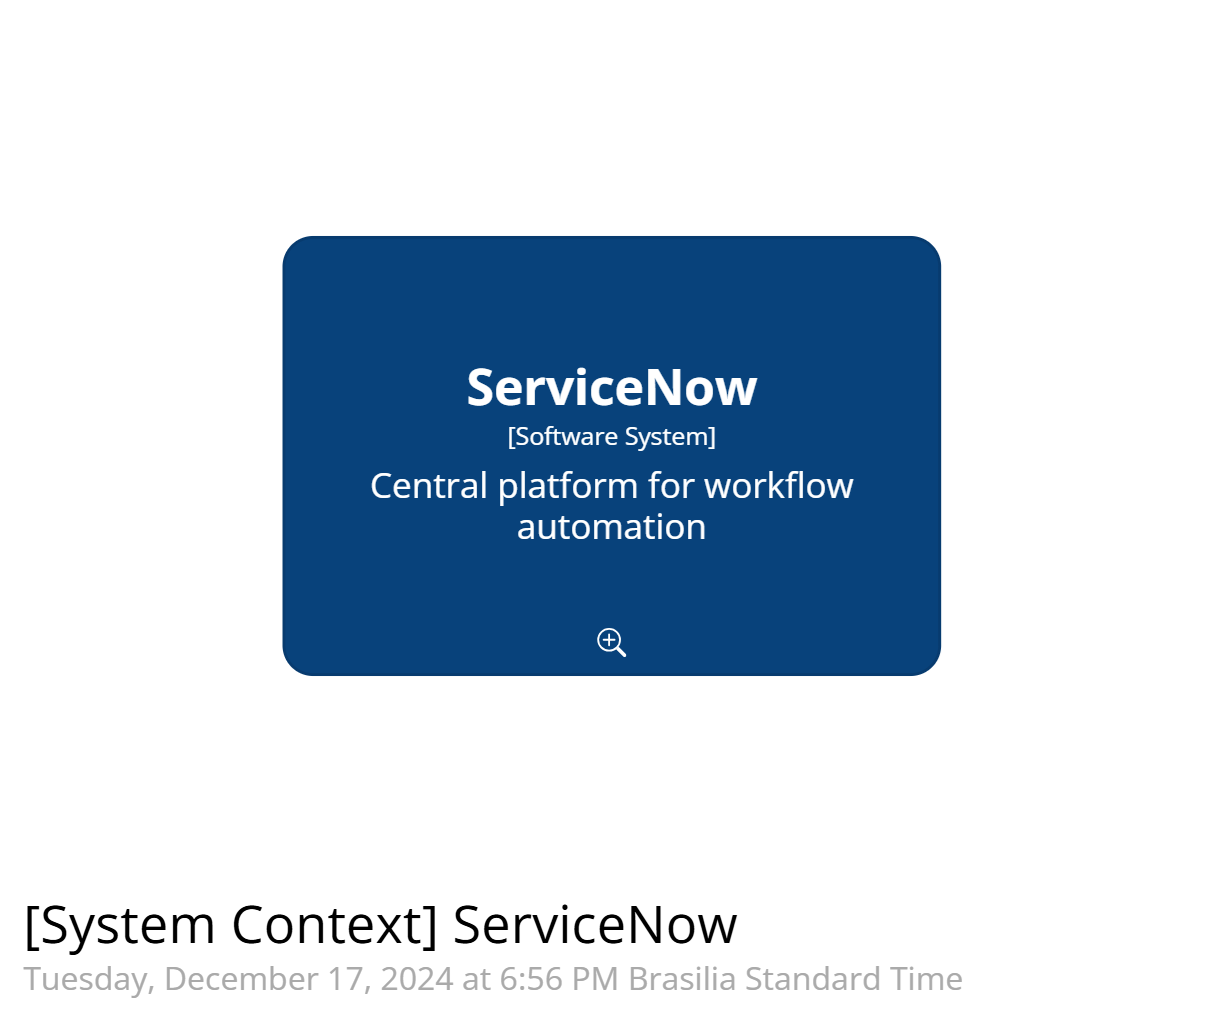 ServiceNow
[Software System]
Central platform for workflow
automation
[System Context] ServiceNow
Tuesday, December 17, 2024 at 6:56 PM Brasilia Standard Time